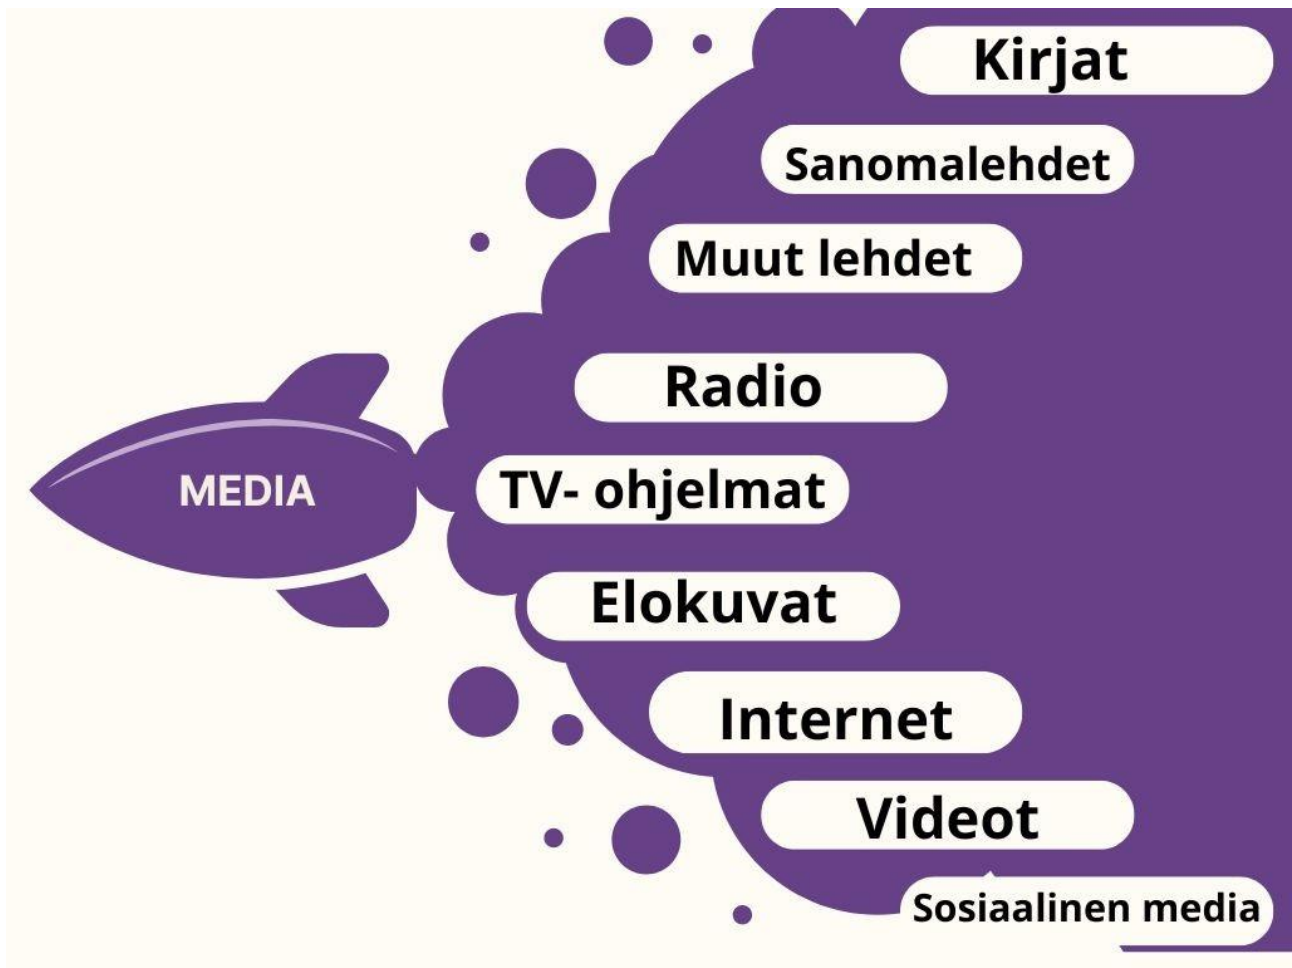 Kirjat
Sanomalehdet
Muut lehdet
Radio
MEDIA
TV- ohjelmat
Elokuvat
Internet
Videot
Sosiaalinen media